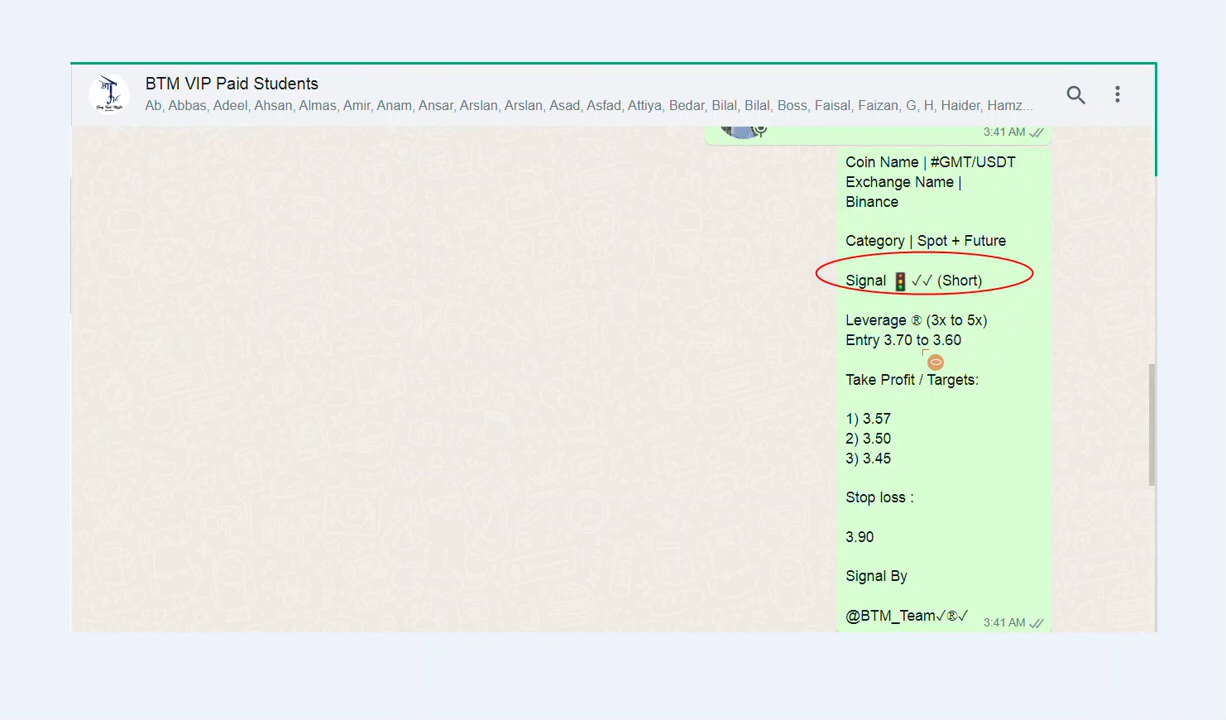 BTM VIP Paid Students
Ab, Abbas, Adeel, Ahsan, Almas, Amir, Anam, Ansar, Arslan, Arslan, Asad, Asfad, Attiya, Bedar, Bilal, Bilal, Boss, Faisal, Faizan, G, H, Haider, Hamz...
3:41 AM
Coin Name | #GMT/USDT
Exchange Name |
Binance
Category | Spot + Future
Signal 🚦 ✓✓ (Short)
Leverage ® (3x to 5x)
Entry 3.70 to 3.60
Take Profit / Targets:
1) 3.57
2) 3.50
3) 3.45
Stop loss :
3.90
Signal By
@BTM_Team✓®✓
3:41 AM